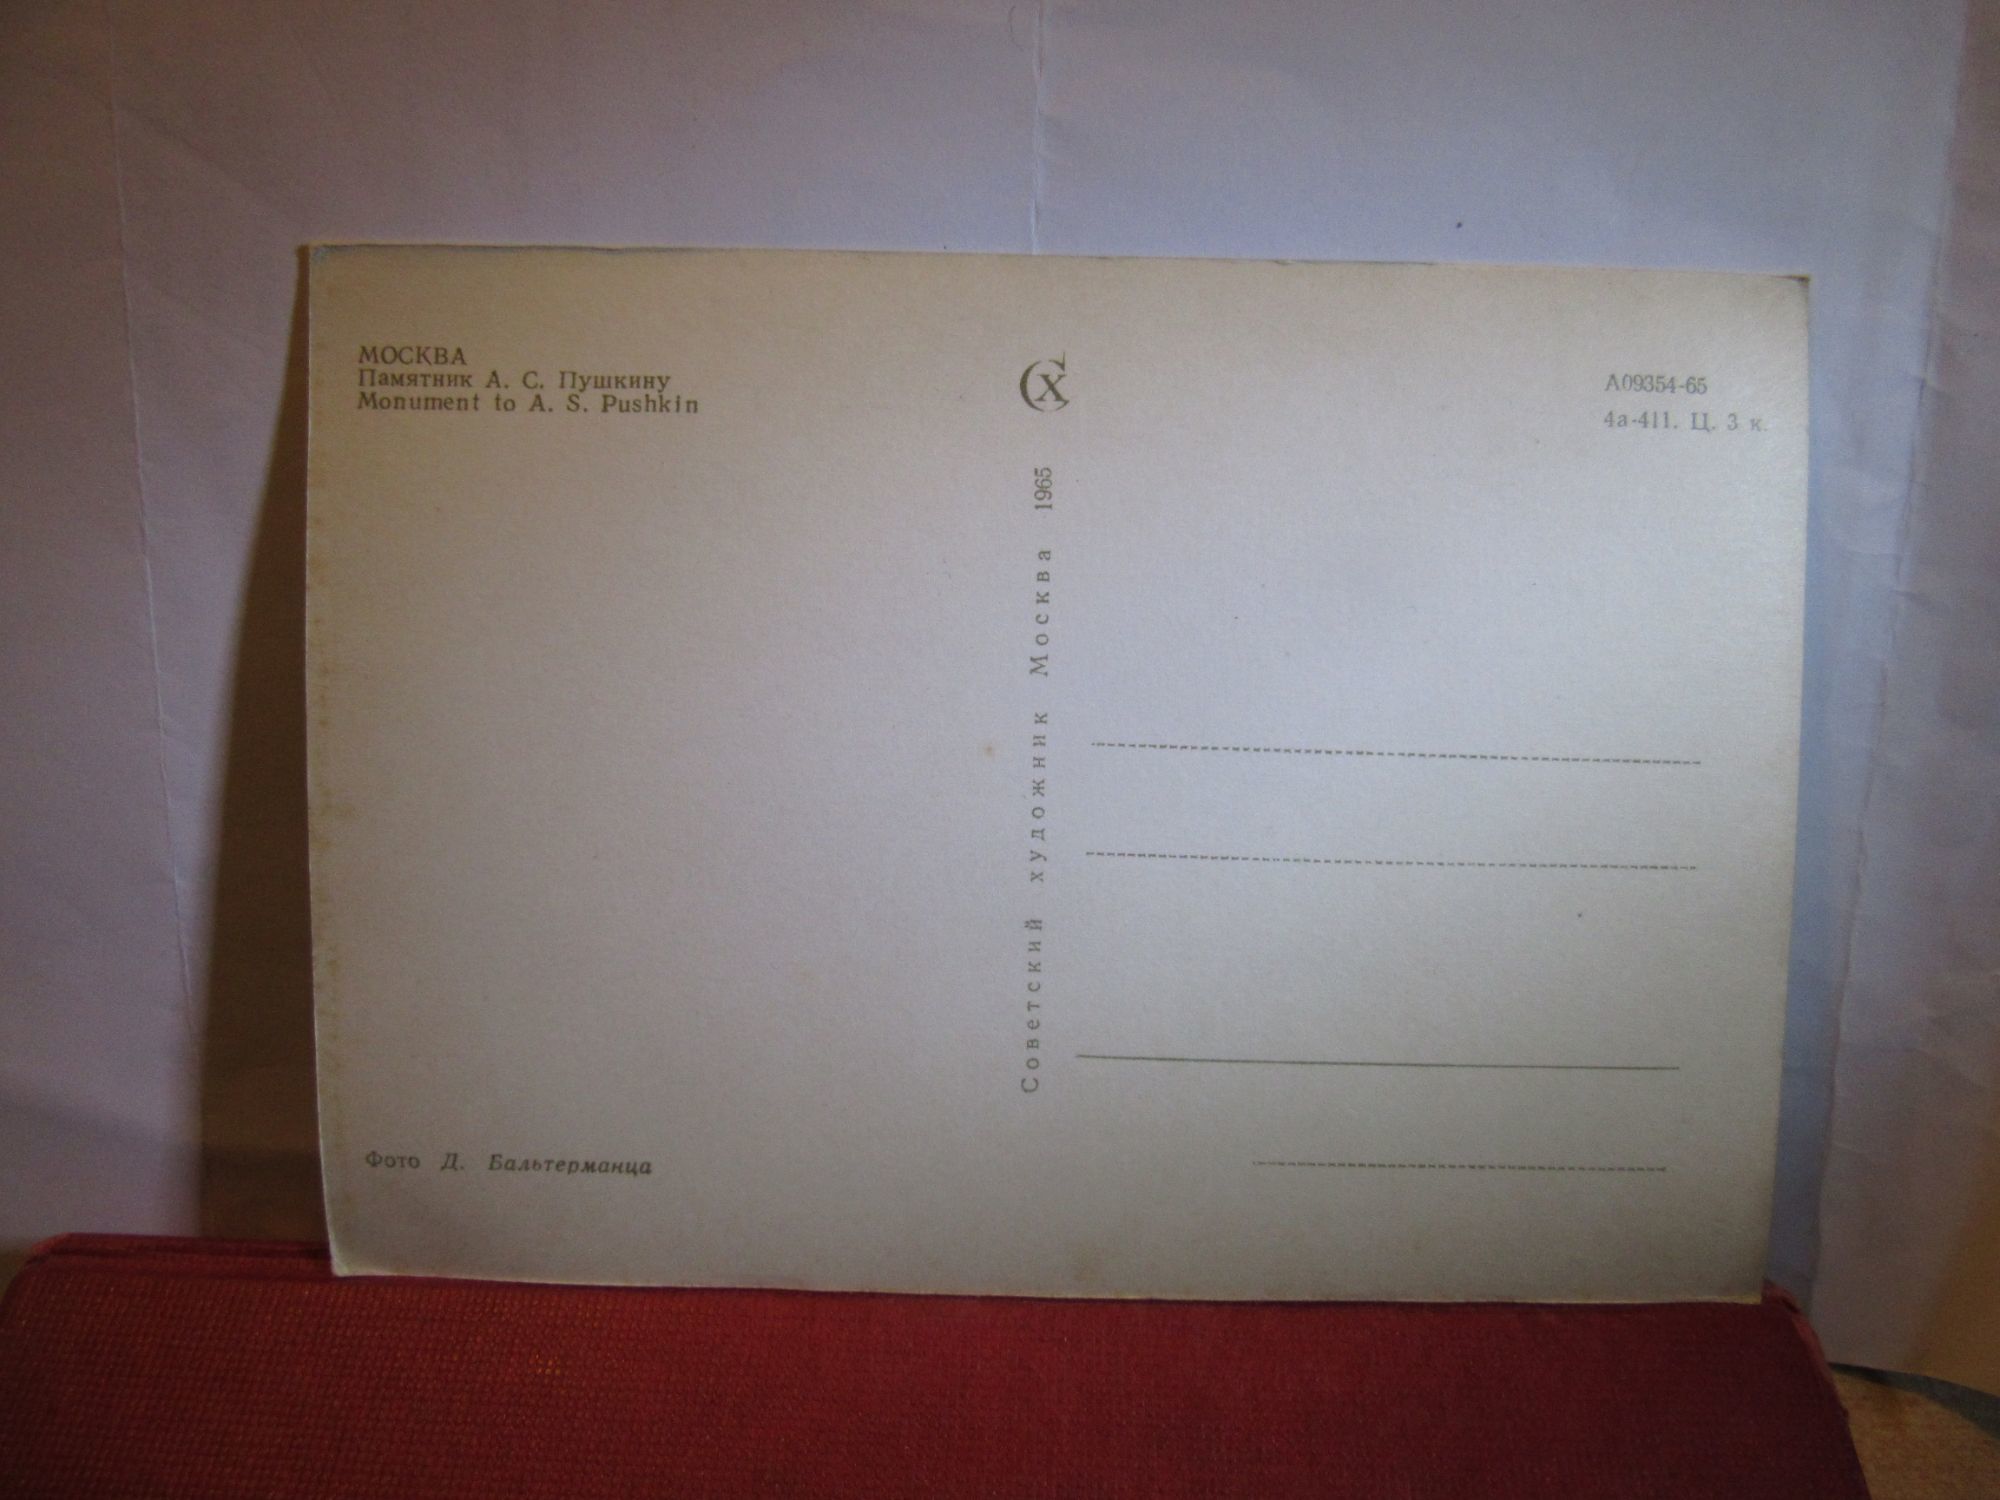 МОСКВА
Памятник А. С. Пушкину
Monument to A. S. Pushkin
СХ
А09354-65
4а-411. Ц. 3 к.
Советский художник Москва 1965
Фото Д. Бальтерманца